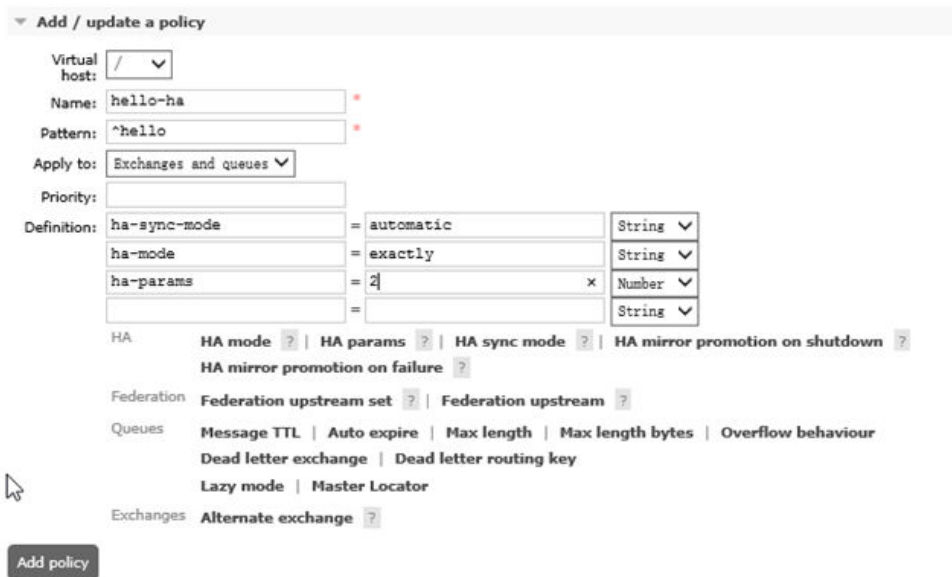 Add / update a policy
Virtual host: /
Name: hello-ha *
Pattern: ^hello *
Apply to: Exchanges and queues
Priority:
Definition: ha-sync-mode = automatic String
ha-mode = exactly String
ha-params = 2 × Number
= String
HA HA mode ? | HA params ? | HA sync mode ? | HA mirror promotion on shutdown ?
HA mirror promotion on failure ?
Federation Federation upstream set ? | Federation upstream ?
Queues Message TTL | Auto expire | Max length | Max length bytes | Overflow behaviour
Dead letter exchange | Dead letter routing key
Lazy mode | Master Locator
Exchanges Alternate exchange ?
Add policy